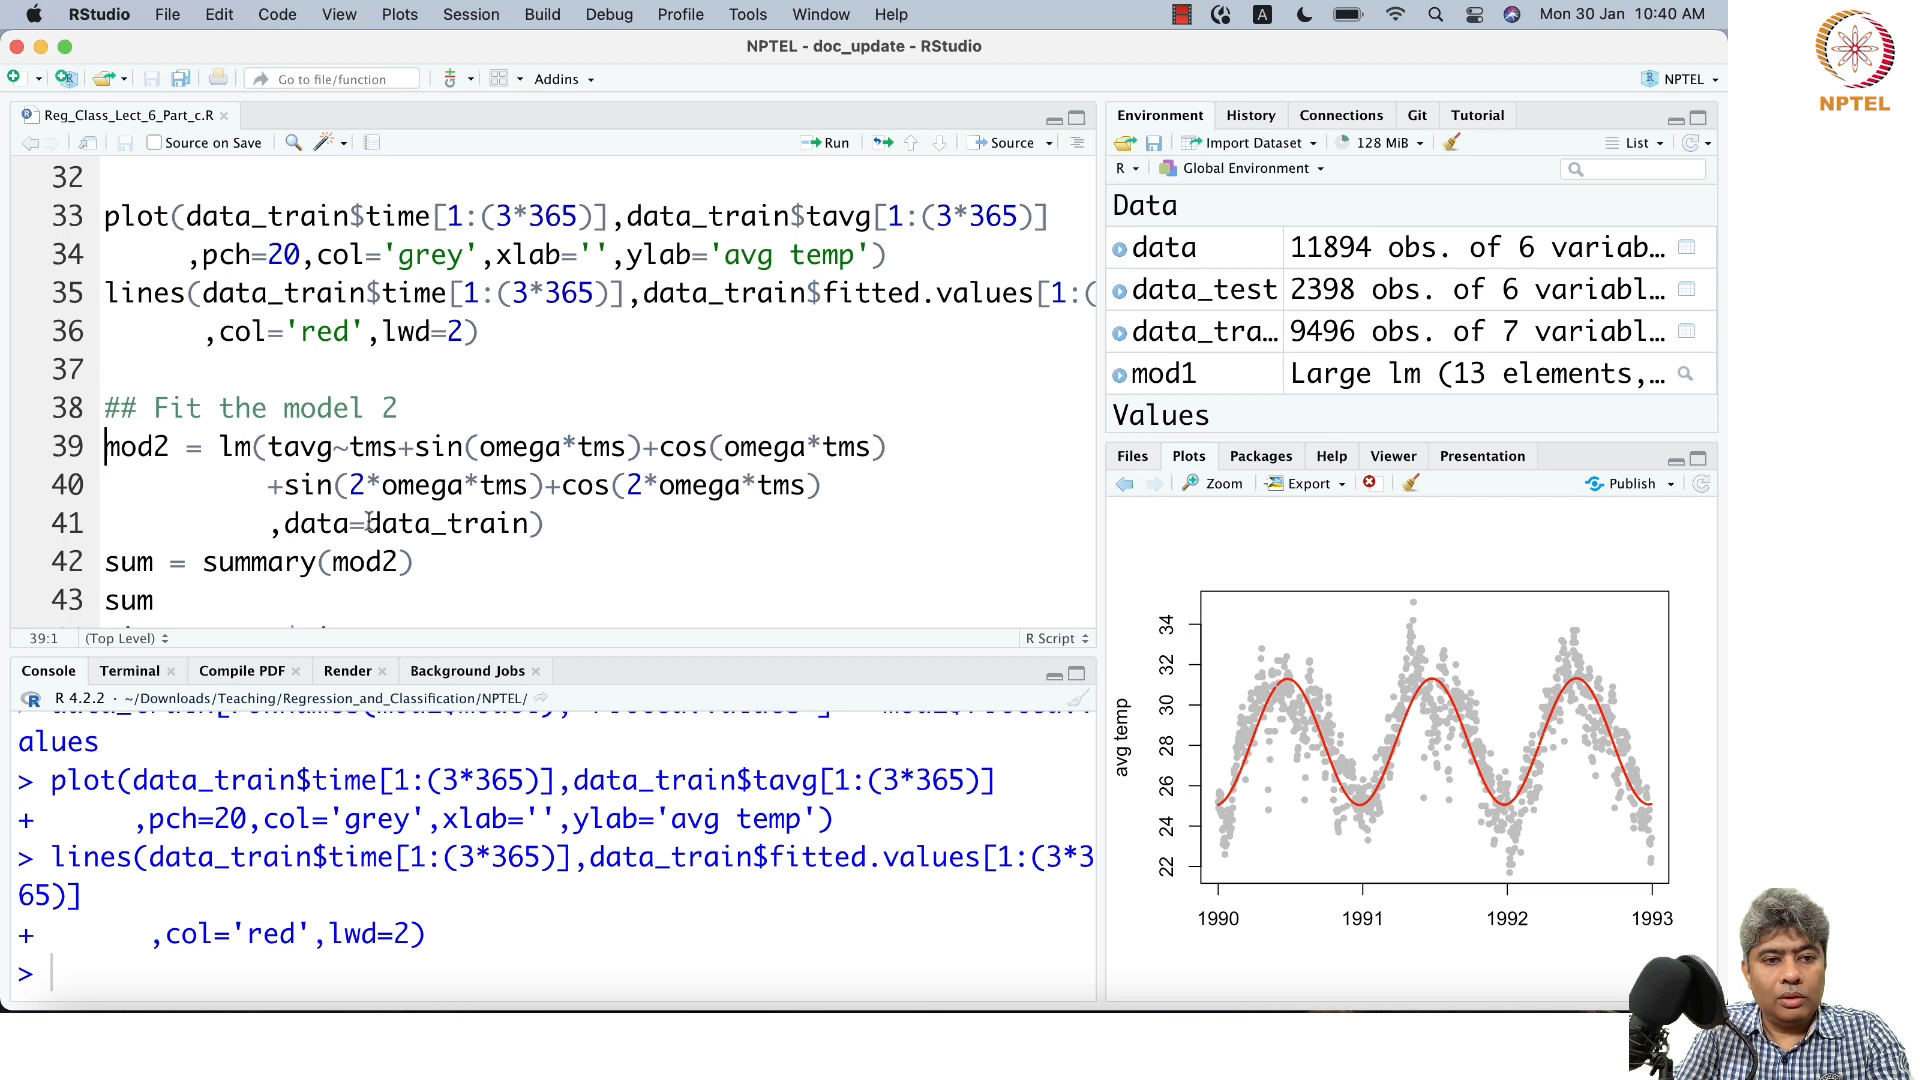 RStudio File Edit Code View Plots Session Build Debug Profile Tools Window Help A Mon 30 Jan 10:40 AM
NPTEL - doc_update - RStudio
Go to file/function Addins NPTEL
NPTEL
Reg_Class_Lect_6_Part_c.R
Source on Save Run Source
32
33 plot(data_train$time[1:(3*365)],data_train$tavg[1:(3*365)]
34 ,pch=20,col='grey',xlab='',ylab='avg temp')
35 lines(data_train$time[1:(3*365)],data_train$fitted.values[1:(
36 ,col='red',lwd=2)
37
38 ## Fit the model 2
39 mod2 = lm(tavg~tms+sin(omega*tms)+cos(omega*tms)
40 +sin(2*omega*tms)+cos(2*omega*tms)
41 ,data=data_train)
42 sum = summary(mod2)
43 sum
39:1 (Top Level) R Script
Console Terminal Compile PDF Render Background Jobs
R 4.2.2 · ~/Downloads/Teaching/Regression_and_Classification/NPTEL/
alues
> plot(data_train$time[1:(3*365)],data_train$tavg[1:(3*365)]
+ ,pch=20,col='grey',xlab='',ylab='avg temp')
> lines(data_train$time[1:(3*365)],data_train$fitted.values[1:(3*3
65)]
+ ,col='red',lwd=2)
>
Environment History Connections Git Tutorial
Import Dataset 128 MiB List
R Global Environment
Data
data 11894 obs. of 6 variab…
data_test 2398 obs. of 6 variabl…
data_tra… 9496 obs. of 7 variabl…
mod1 Large lm (13 elements,…
Values
Files Plots Packages Help Viewer Presentation
Zoom Export Publish
avg temp
34
32
30
28
26
24
22
1990 1991 1992 1993